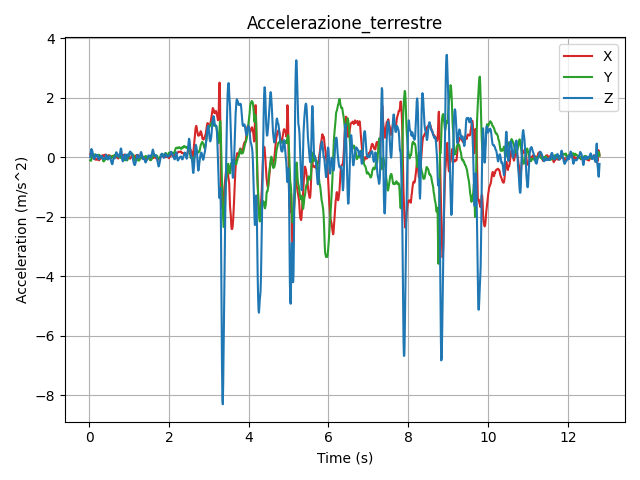 Accelerazione_terrestre
X
Y
Z
4
2
0
−2
−4
−6
−8
Acceleration (m/s^2)
0 2 4 6 8 10 12
Time (s)